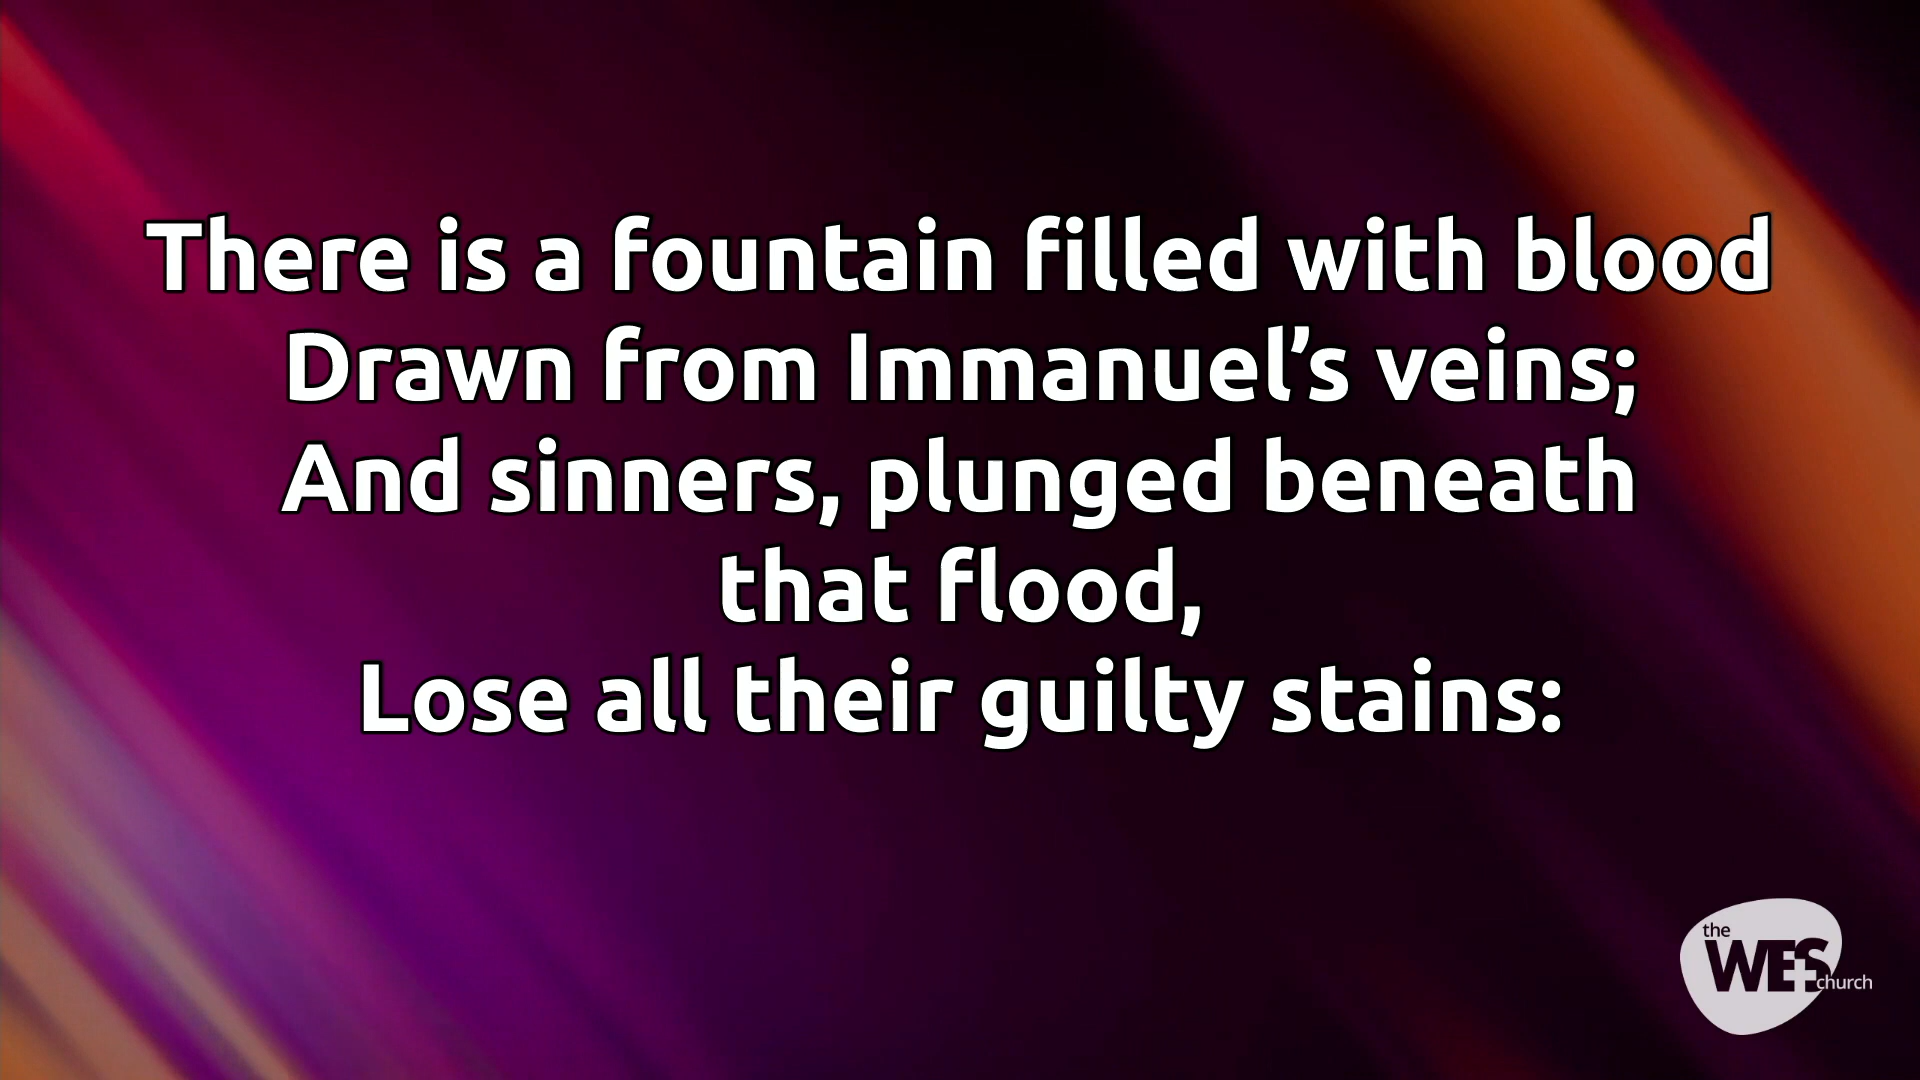 There is a fountain filled with blood
Drawn from Immanuel’s veins;
And sinners, plunged beneath
that flood,
Lose all their guilty stains:
the
WES
church